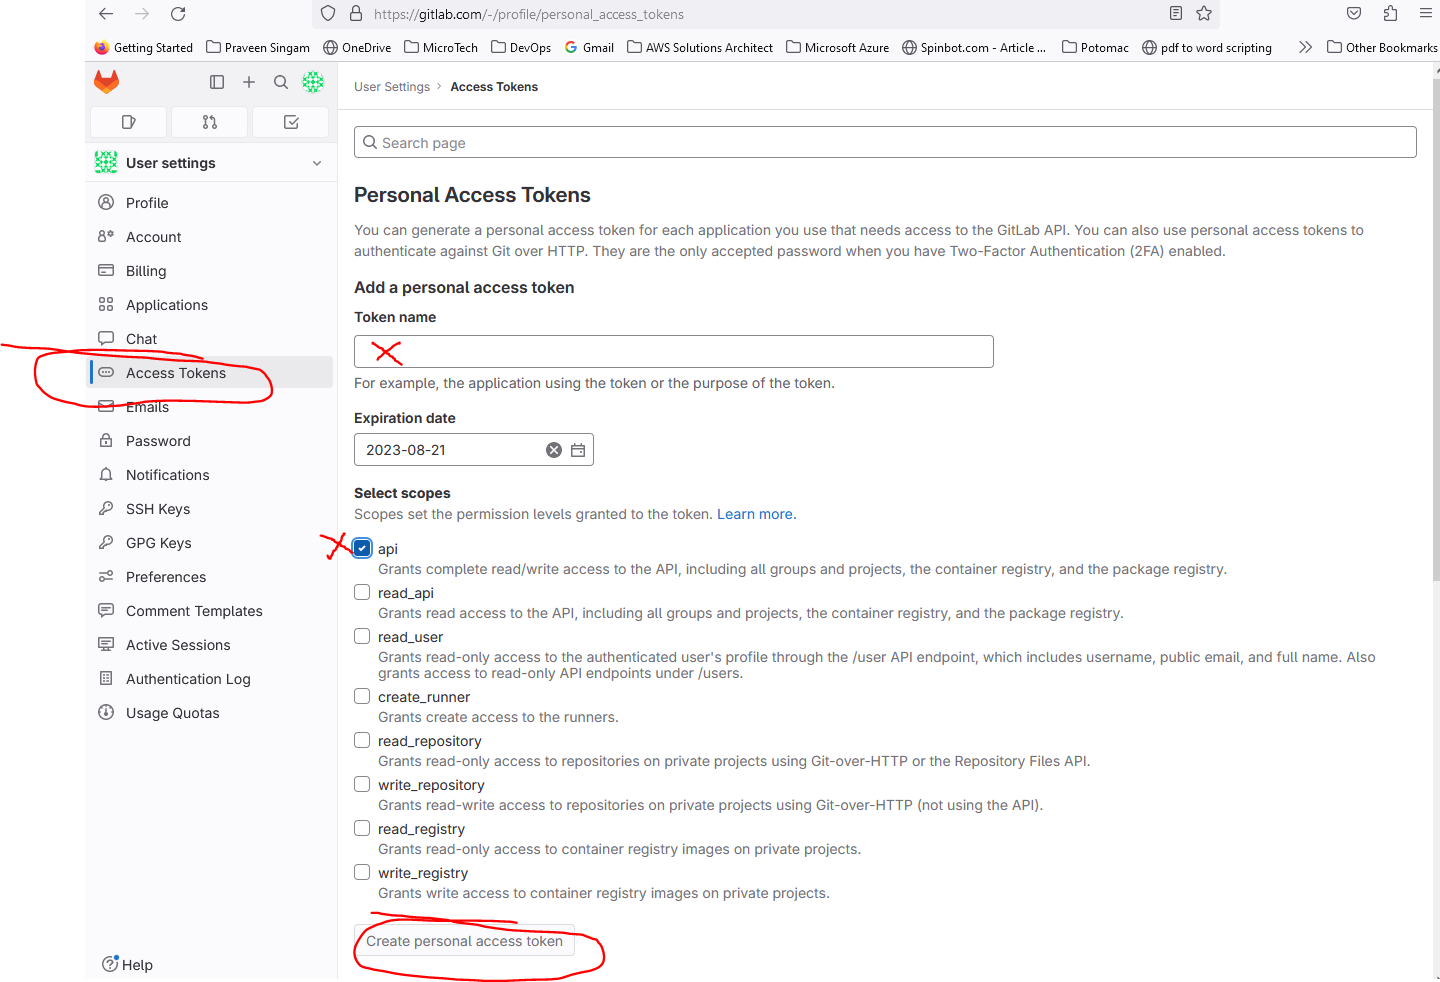 https://gitlab.com/-/profile/personal_access_tokens
Getting Started Praveen Singam OneDrive MicroTech DevOps Gmail AWS Solutions Architect Microsoft Azure Spinbot.com - Article ... Potomac pdf to word scripting Other Bookmarks
User Settings > Access Tokens
Search page
User settings
Profile
Account
Billing
Applications
Chat
Access Tokens
Emails
Password
Notifications
SSH Keys
GPG Keys
Preferences
Comment Templates
Active Sessions
Authentication Log
Usage Quotas
Help
Personal Access Tokens
You can generate a personal access token for each application you use that needs access to the GitLab API. You can also use personal access tokens to
authenticate against Git over HTTP. They are the only accepted password when you have Two-Factor Authentication (2FA) enabled.
Add a personal access token
Token name
For example, the application using the token or the purpose of the token.
Expiration date
2023-08-21
Select scopes
Scopes set the permission levels granted to the token. Learn more.
api
Grants complete read/write access to the API, including all groups and projects, the container registry, and the package registry.
read_api
Grants read access to the API, including all groups and projects, the container registry, and the package registry.
read_user
Grants read-only access to the authenticated user's profile through the /user API endpoint, which includes username, public email, and full name. Also
grants access to read-only API endpoints under /users.
create_runner
Grants create access to the runners.
read_repository
Grants read-only access to repositories on private projects using Git-over-HTTP or the Repository Files API.
write_repository
Grants read-write access to repositories on private projects using Git-over-HTTP (not using the API).
read_registry
Grants read-only access to container registry images on private projects.
write_registry
Grants write access to container registry images on private projects.
Create personal access token